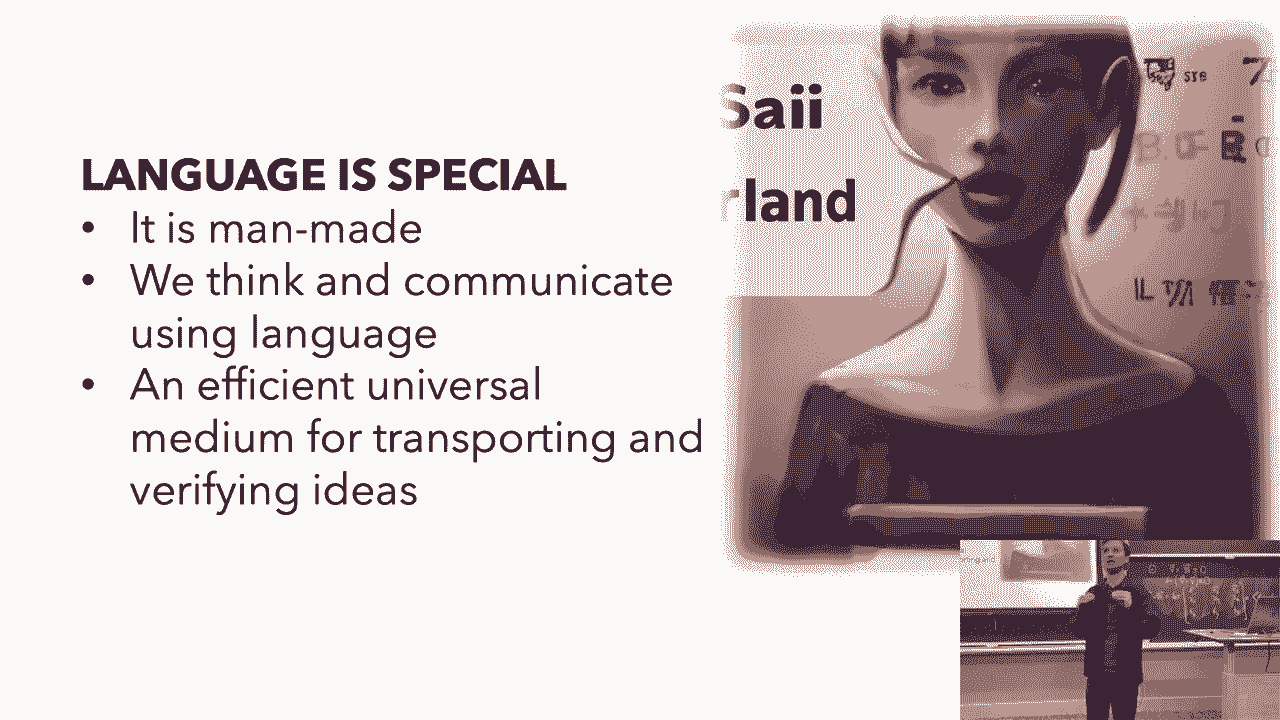 LANGUAGE IS SPECIAL
• It is man-made
• We think and communicate
using language
• An efficient universal
medium for transporting and
verifying ideas
Saii
land